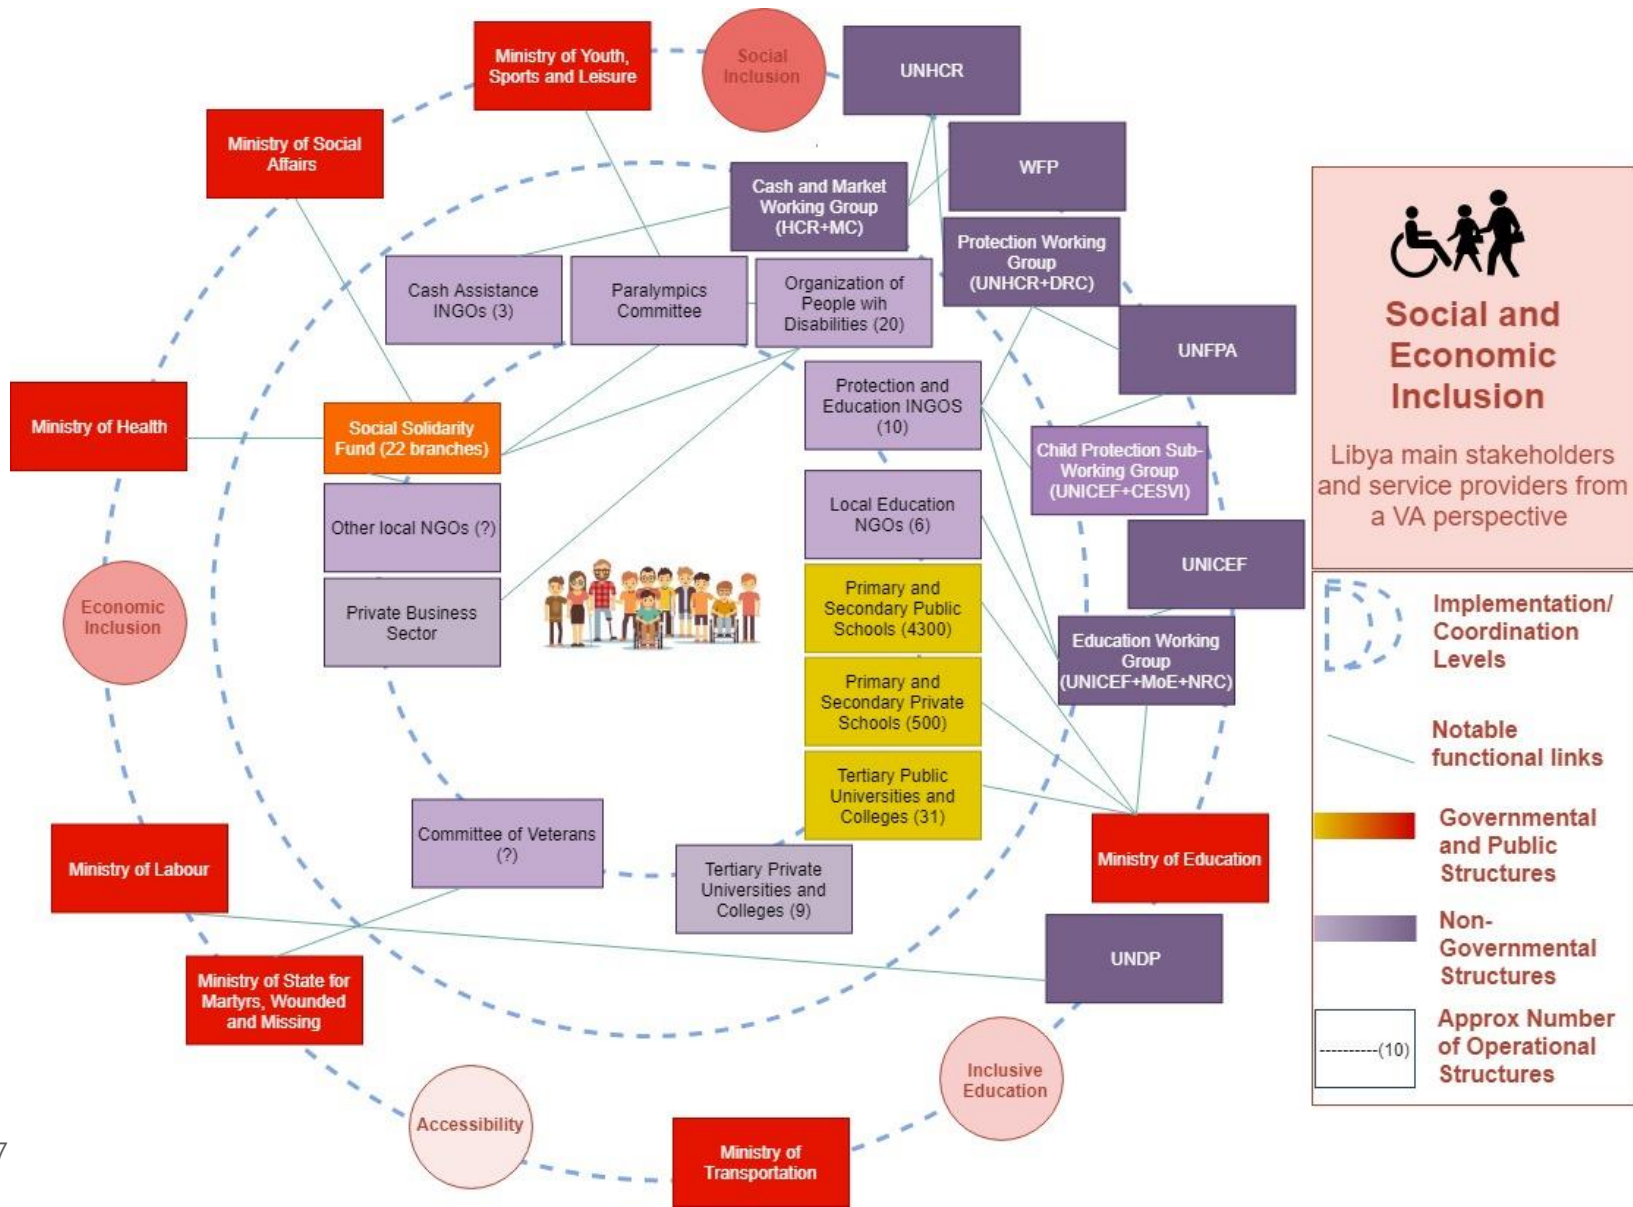 Ministry of Youth,
Sports and Leisure
Social
Inclusion
UNHCR
Ministry of Social
Affairs
WFP
Cash and Market
Working Group
(HCR+MC)
Protection Working
Group
(UNHCR+DRC)
Cash Assistance
INGOs (3)
Paralympics
Committee
Organization of
People wih
Disabilities (20)
UNFPA
Ministry of Health
Social Solidarity
Fund (22 branches)
Protection and
Education INGOS
(10)
Child Protection Sub-
Working Group
(UNICEF+CESVI)
Other local NGOs (?)
Local Education
NGOs (6)
UNICEF
Economic
Inclusion
Private Business
Sector
Primary and
Secondary Public
Schools (4300)
Education Working
Group
(UNICEF+MoE+NRC)
Primary and
Secondary Private
Schools (500)
Tertiary Public
Universities and
Colleges (31)
Committee of Veterans
(?)
Ministry of Education
Ministry of Labour
Tertiary Private
Universities and
Colleges (9)
UNDP
Ministry of State for
Martyrs, Wounded
and Missing
Inclusive
Education
Accessibility
Ministry of
Transportation
7
Social and
Economic
Inclusion
Libya main stakeholders
and service providers from
a VA perspective
Implementation/
Coordination
Levels
Notable
functional links
Governmental
and Public
Structures
Non-
Governmental
Structures
----------(10)
Approx Number
of Operational
Structures